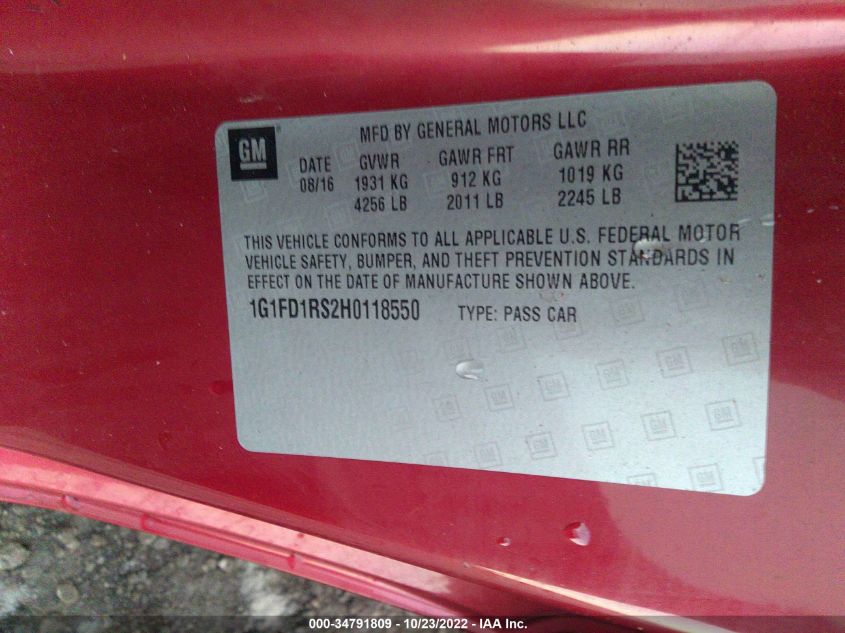 GM
MFD BY GENERAL MOTORS LLC
DATE GVWR GAWR FRT GAWR RR
08/16 1931 KG 912 KG 1019 KG
4256 LB 2011 LB 2245 LB
THIS VEHICLE CONFORMS TO ALL APPLICABLE U.S. FEDERAL MOTOR
VEHICLE SAFETY, BUMPER, AND THEFT PREVENTION STANDARDS IN
EFFECT ON THE DATE OF MANUFACTURE SHOWN ABOVE.
1G1FD1RS2H0118550 TYPE: PASS CAR
000-34791809 - 10/23/2022 - IAA Inc.